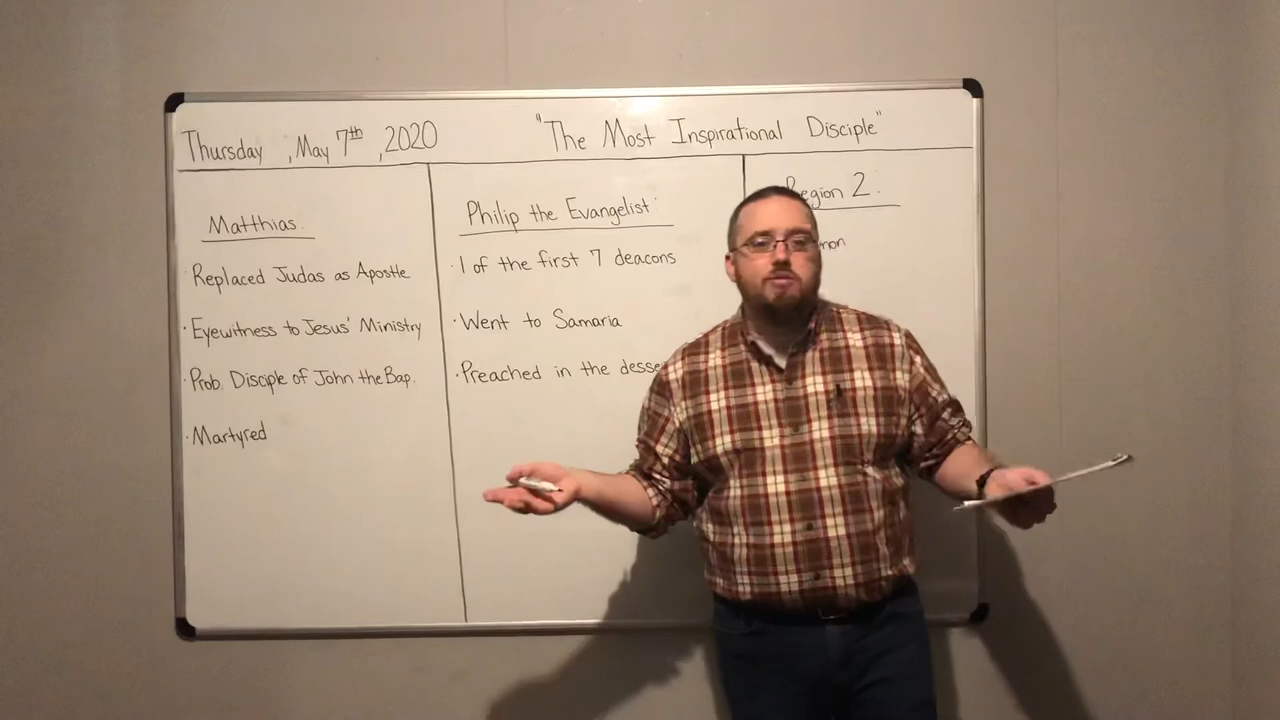 Thursday, May 7th, 2020
"The Most Inspirational Disciple"
Matthias.
· Replaced Judas as Apostle
· Eyewitness to Jesus' Ministry
· Prob. Disciple of John the Bap.
· Martyred
Philip the Evangelist:
· 1 of the first 7 deacons
· Went to Samaria
· Preached in the
Region 2: